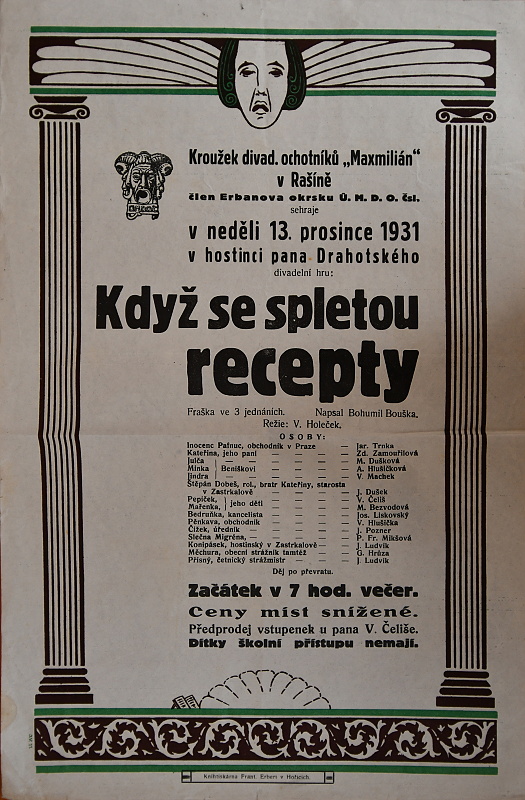 Kroužek divad. ochotníků „Maxmilián“
v Rašíně
člen Erbanova okrsku Ú. M. D. O. čsl.
sehraje
v neděli 13. prosince 1931
v hostinci pana Drahotského
divadelní hru:
Když se spletou
recepty
Fraška ve 3 jednáních. Napsal Bohumil Bouška.
Režie: V. Holeček.
OSOBY:
Inocenc Pafnuc, obchodník v Praze — Jar. Trnka
Kateřina, jeho paní — — — — Zd. Zamouřilová
Julča — — — — — — M. Dušková
Minka } Beníškovi — — — — A. Hlušičková
Jindra — — — — — — V. Machek
Štěpán Dobeš, rol., bratr Kateřiny, starosta
v Zastrkalově — — — — J. Dušek
Pepíček, } jeho děti — — — — V. Čeliš
Mařenka, — — — — M. Bezvodová
Bedruňka, kancelista — — — — Jos. Liskovský
Pěnkava, obchodník — — — — V. Hlušička
Čížek, úředník — — — — — J. Pozner
Slečna Migréna, — — — — — P. Fr. Mikšová
Konipásek, hostinský v Zastrkalově — J. Ludvík
Měchura, obecní strážník tamtéž — — G. Hrůza
Přísný, četnický strážmistr — — — J. Ludvík
Děj po převratu.
Začátek v 7 hod. večer.
Ceny míst snížené.
Předprodej vstupenek u pana V. Čeliše.
Dítky školní přístupu nemají.
Knihtiskárna Frant. Erbern v Hořicích.